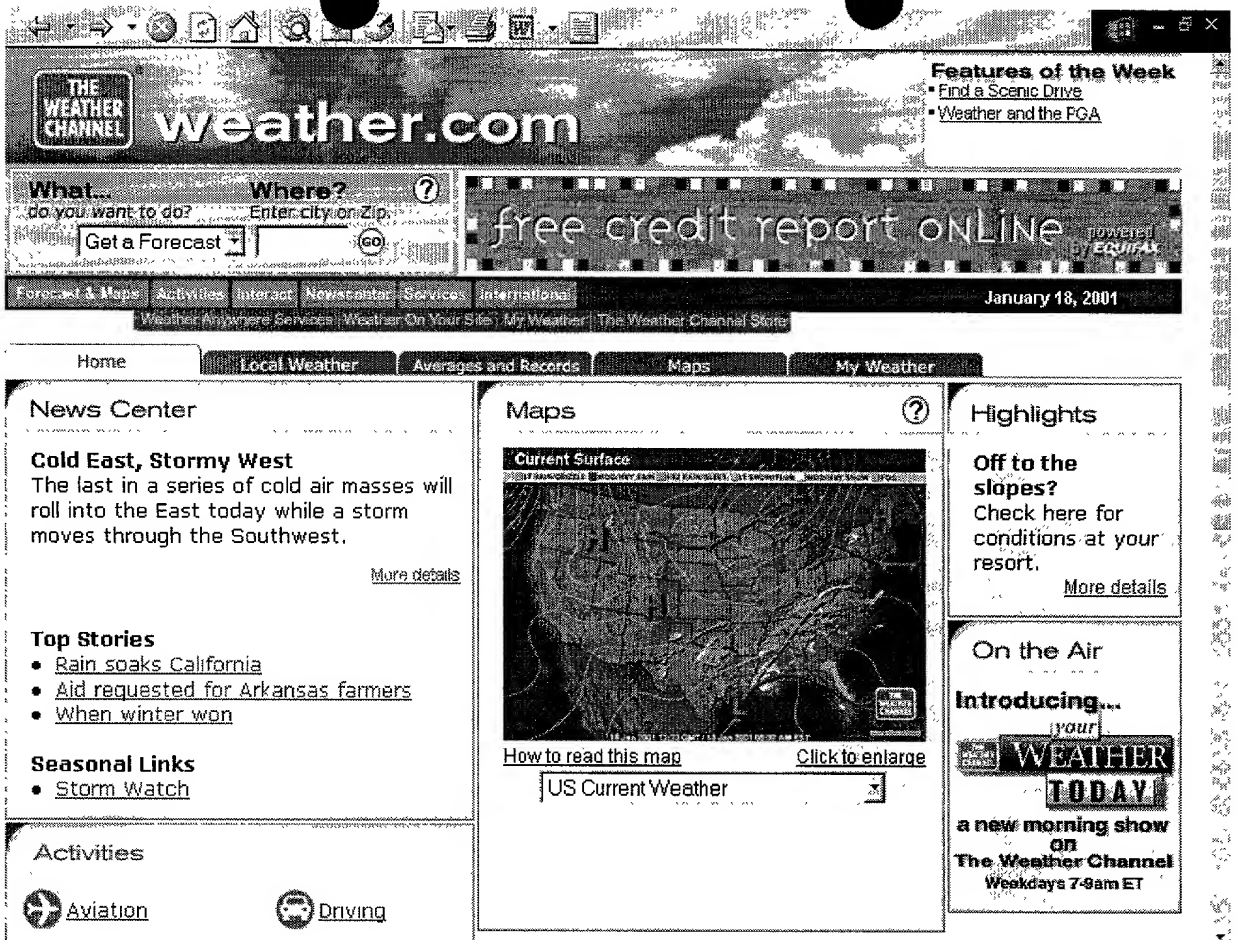 THE
WEATHER
CHANNEL
weather.com
Features of the Week
Find a Scenic Drive
Weather and the PGA
What...
do you want to do?
Where?
Enter city or Zip.
Get a Forecast
GO
free credit report onLiNe
powered
by EQUIFAX
Forecast & Maps Activities Interact Newscenter Services International
January 18, 2001
Weather Anywhere Services Weather On Your Site My Weather The Weather Channel Store
Home Local Weather Averages and Records Maps My Weather
News Center
Cold East, Stormy West
The last in a series of cold air masses will
roll into the East today while a storm
moves through the Southwest.
More details
Top Stories
Rain soaks California
Aid requested for Arkansas farmers
When winter won
Seasonal Links
Storm Watch
Activities
Aviation
Driving
Maps
Current Surface
How to read this map
Click to enlarge
US Current Weather
Highlights
Off to the
slopes?
Check here for
conditions at your
resort.
More details
On the Air
Introducing...
your
WEATHER
TODAY
a new morning show
on
The Weather Channel
Weekdays 7-9am ET